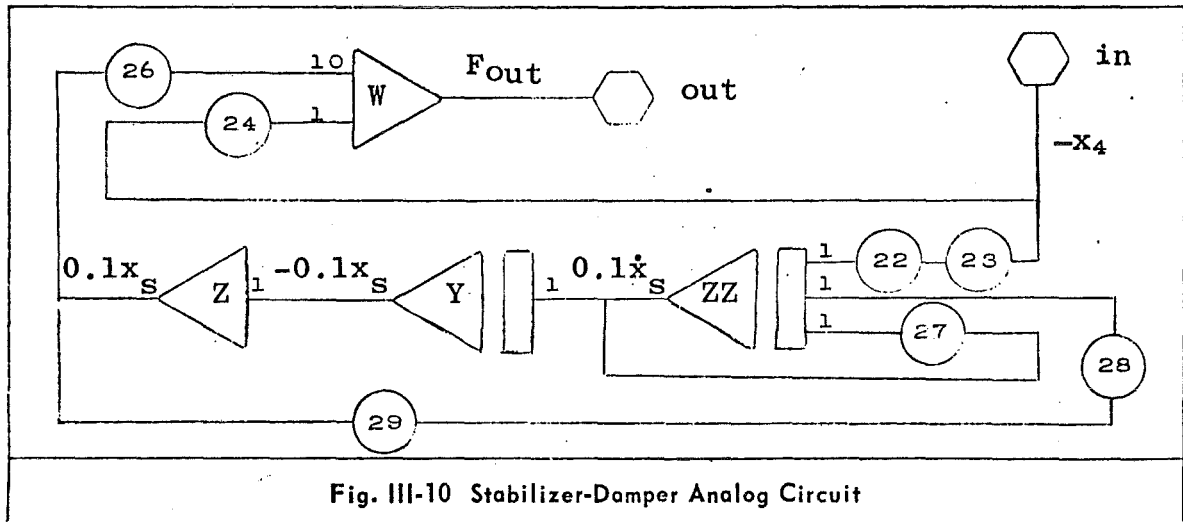 26
10
W
Fout
out
in
24
1
−x4
0.1xs
Z
1
−0.1xs
Y
1
0.1ẋs
ZZ
1
22
23
1
1
27
28
29
Fig. III-10 Stabilizer-Damper Analog Circuit